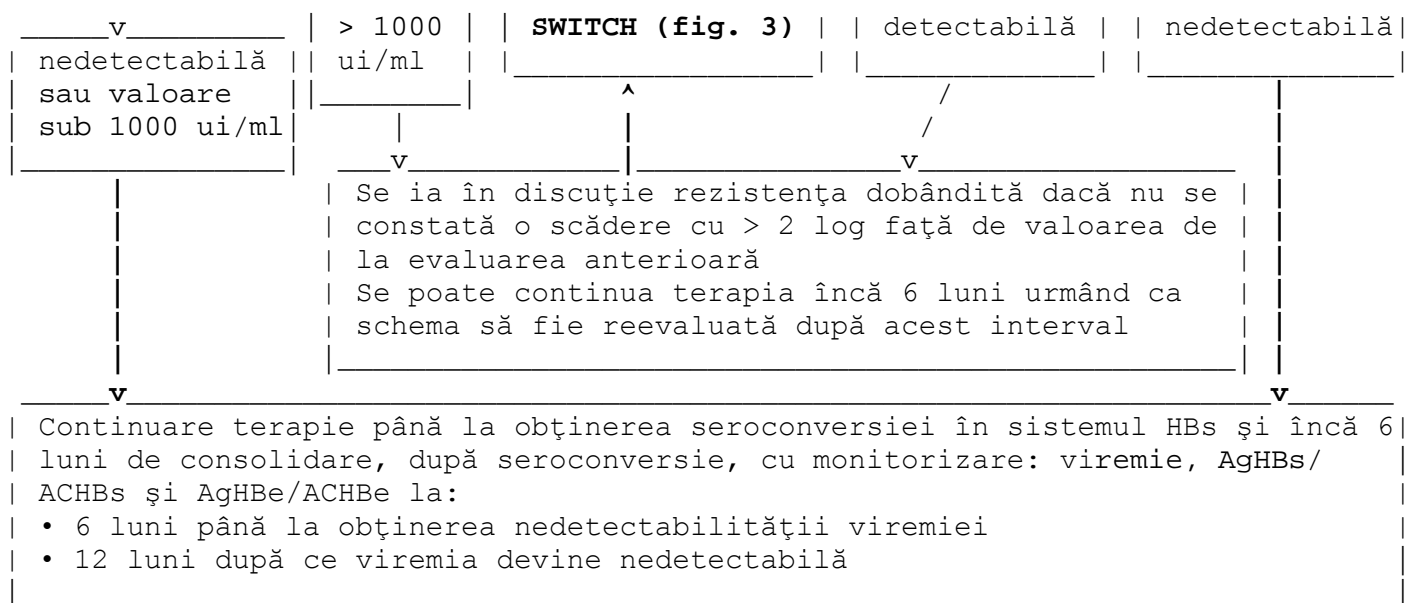 > 1000 SWITCH (fig. 3) detectabilă nedetectabilă
nedetectabilă ui/ml
sau valoare
sub 1000 ui/ml
Se ia în discuţie rezistenţa dobândită dacă nu se
constată o scădere cu > 2 log faţă de valoarea de
la evaluarea anterioară
Se poate continua terapia încă 6 luni urmând ca
schema să fie reevaluată după acest interval
Continuare terapie până la obţinerea seroconversiei în sistemul HBs şi încă 6
luni de consolidare, după seroconversie, cu monitorizare: viremie, AgHBs/
ACHBs şi AgHBe/ACHBe la:
• 6 luni până la obţinerea nedetectabilităţii viremiei
• 12 luni după ce viremia devine nedetectabilă